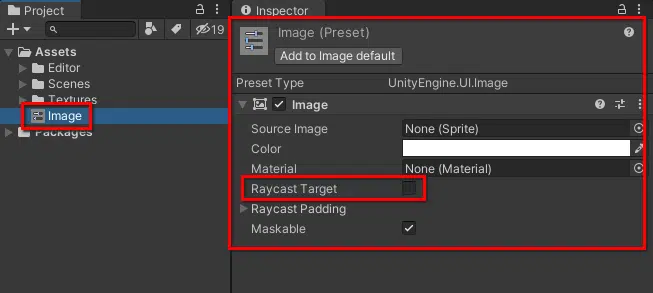 Project
Inspector
19
Image (Preset)
Add to Image default
Assets
Editor
Scenes
Textures
Image
Packages
Preset Type UnityEngine.UI.Image
Image
Source Image None (Sprite)
Color
Material None (Material)
Raycast Target
Raycast Padding
Maskable